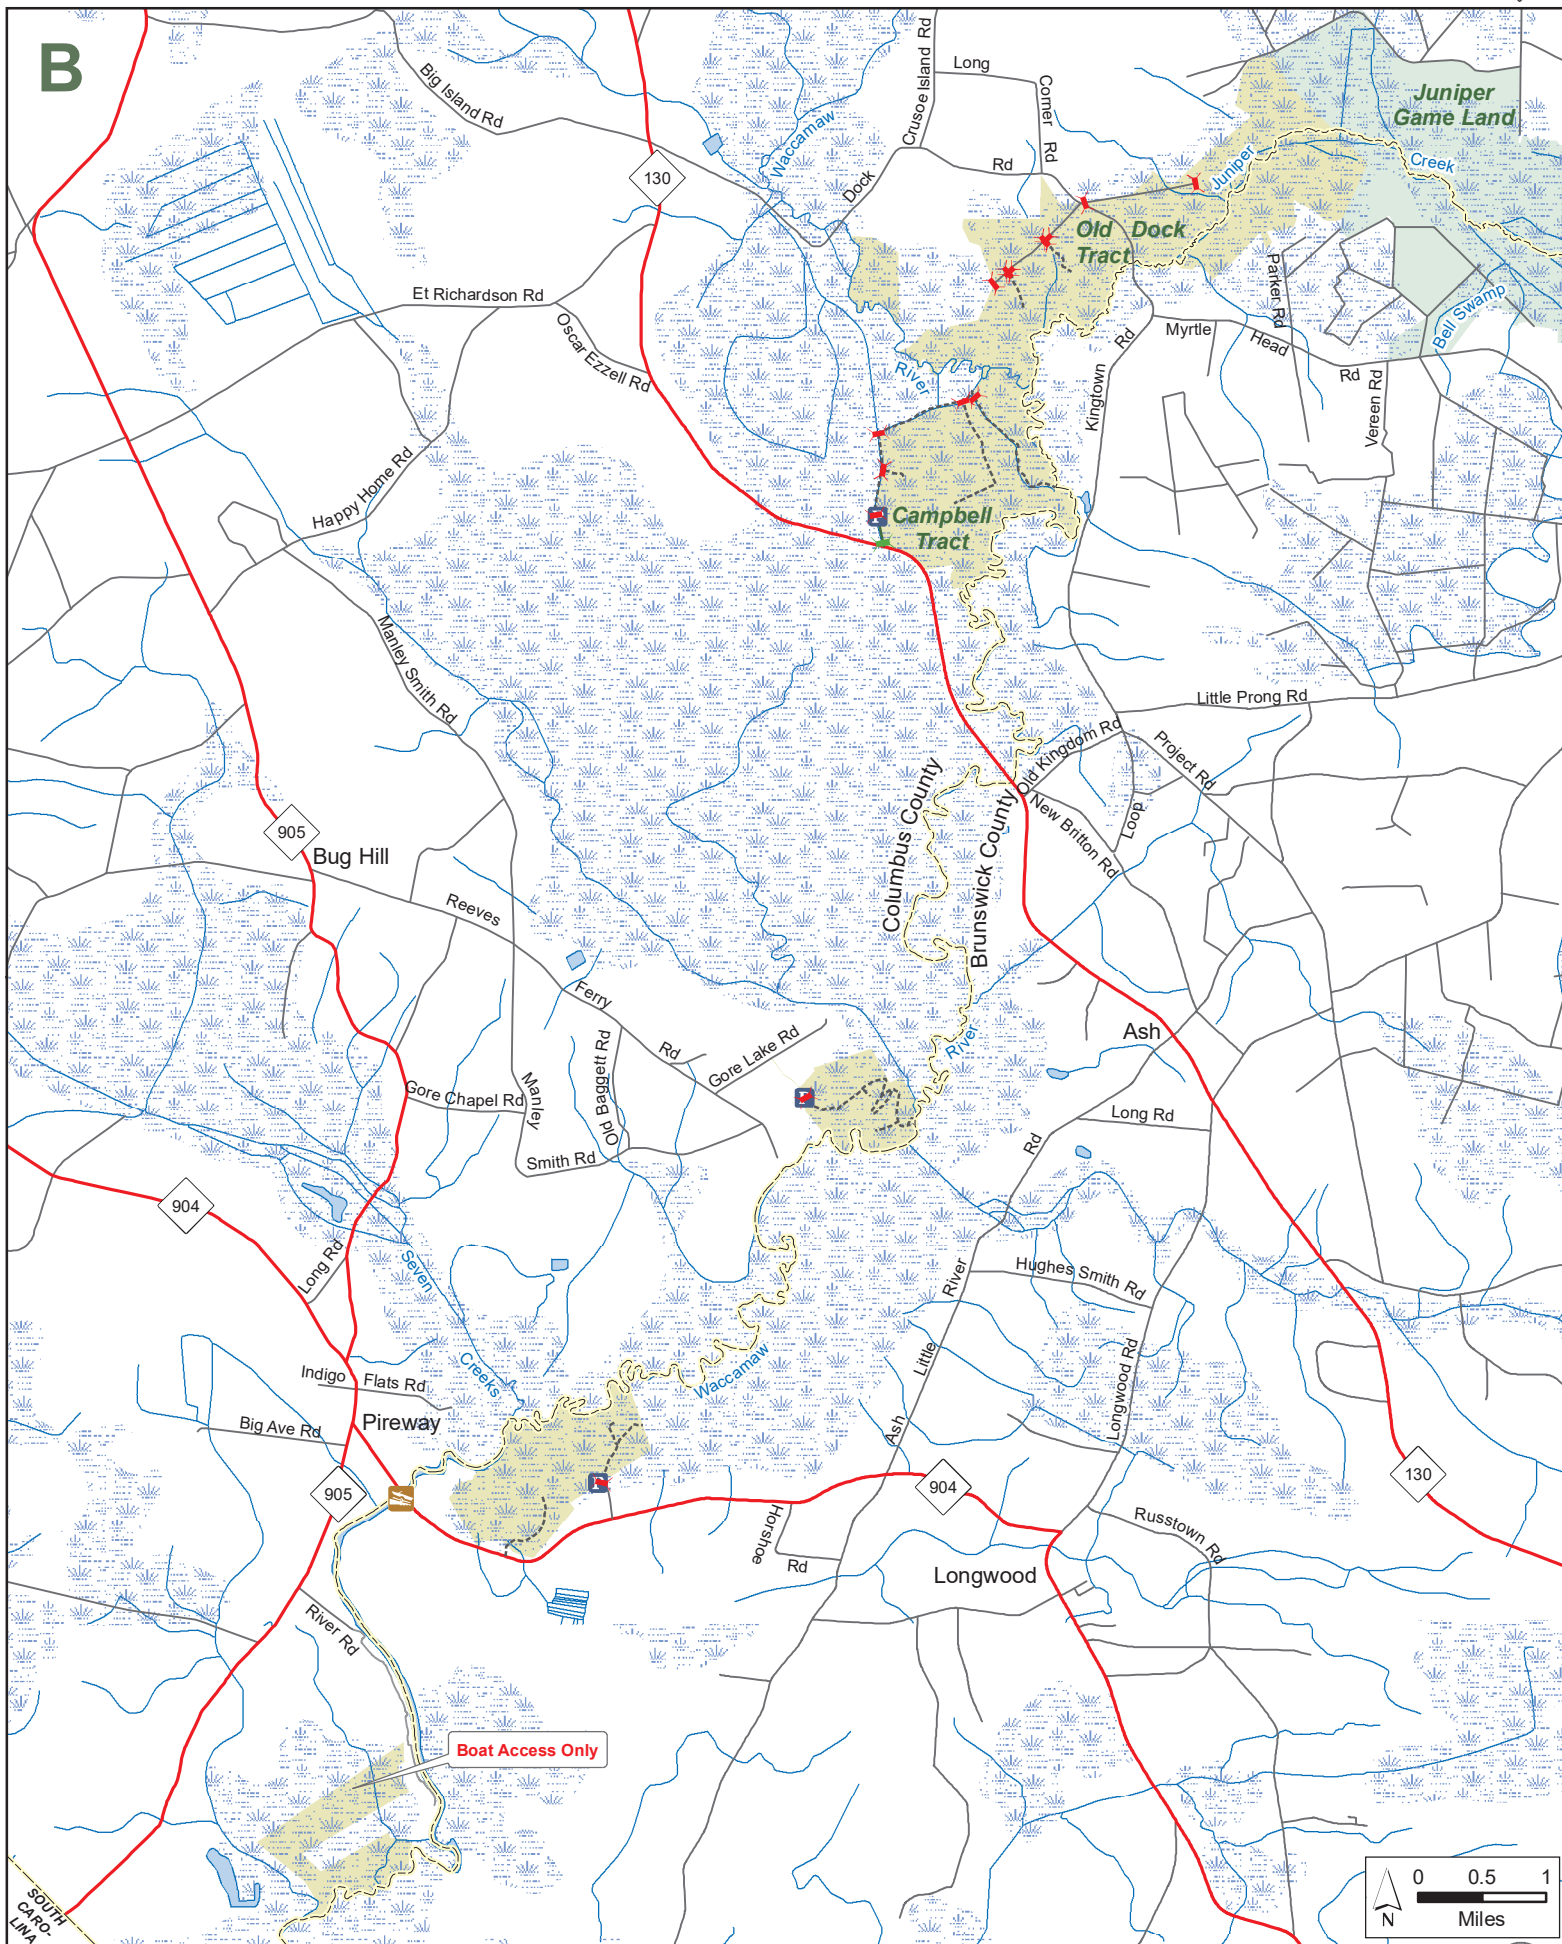 B
Big Island Rd
130
Crusoe Island Rd
Long
Corner Rd
Juniper
Game Land
Waccamaw
Dock
Rd
Juniper
Creek
Old Dock
Tract
Parker Rd
Bell Swamp
Et Richardson Rd
Oscar Ezzell Rd
River
Rd
Kingtown
Myrtle
Head
Rd
Vereen Rd
Happy Home Rd
Campbell
Tract
Manley Smith Rd
Little Prong Rd
Old Kingdom Rd
Project Rd
Loop
New Britton Rd
Columbus County
Brunswick County
905
Bug Hill
Reeves
Ferry
Rd
Gore Lake Rd
River
Ash
Gore Chapel Rd
Manley
Smith Rd
Old Baggett Rd
Long Rd
Rd
904
Long Rd
Seven
Creeks
River
Hughes Smith Rd
Little
Longwood Rd
Indigo
Flats Rd
Big Ave Rd
Pireway
Waccamaw
Ash
905
904
130
Horshoe
Rd
Russtown Rd
Longwood
River Rd
Boat Access Only
SOUTH
CARO-
LINA
N
0 0.5 1
Miles